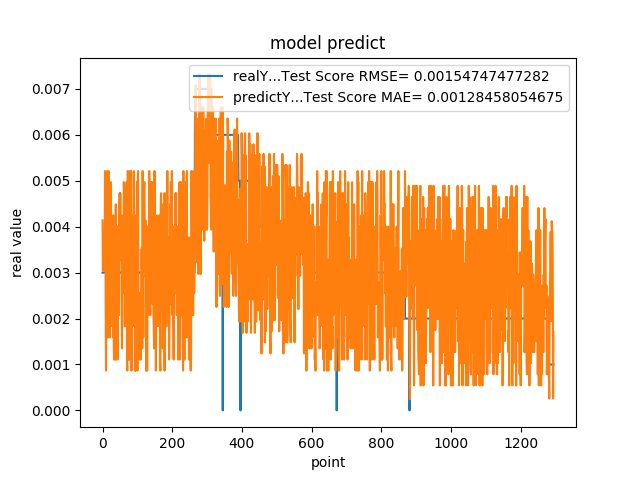 model predict
realY...Test Score RMSE= 0.00154747477282
predictY...Test Score MAE= 0.00128458054675
0.007
0.006
0.005
0.004
0.003
0.002
0.001
0.000
real value
0 200 400 600 800 1000 1200
point